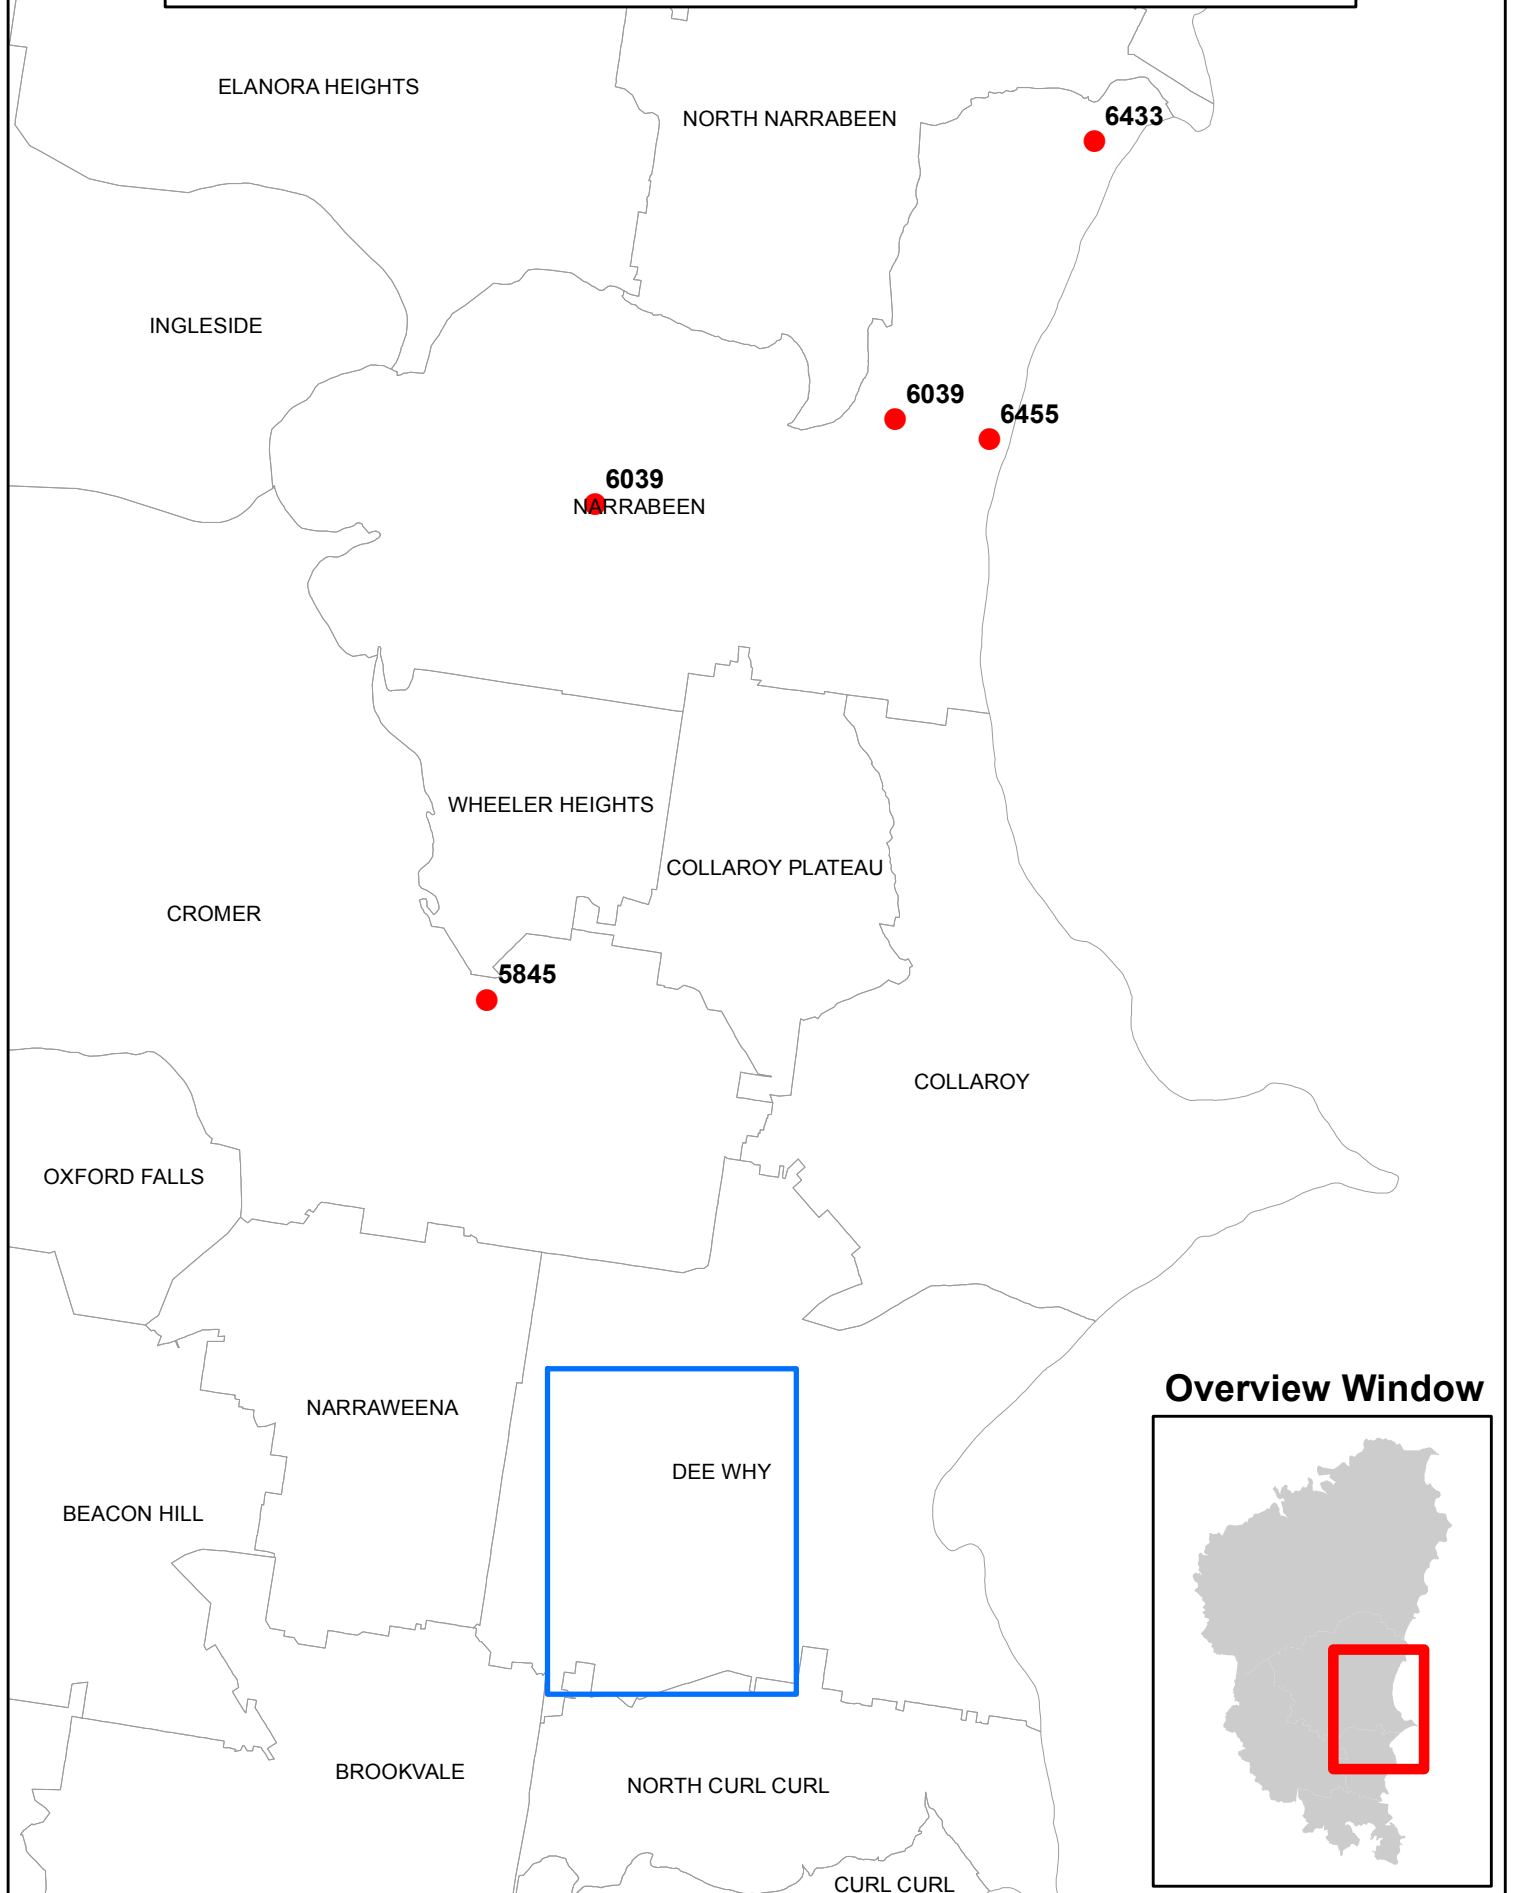 ELANORA HEIGHTS
NORTH NARRABEEN
6433
INGLESIDE
6039
6455
6039
NARRABEEN
WHEELER HEIGHTS
COLLAROY PLATEAU
CROMER
5845
COLLAROY
OXFORD FALLS
Overview Window
NARRAWEENA
DEE WHY
BEACON HILL
BROOKVALE
NORTH CURL CURL
CURL CURL